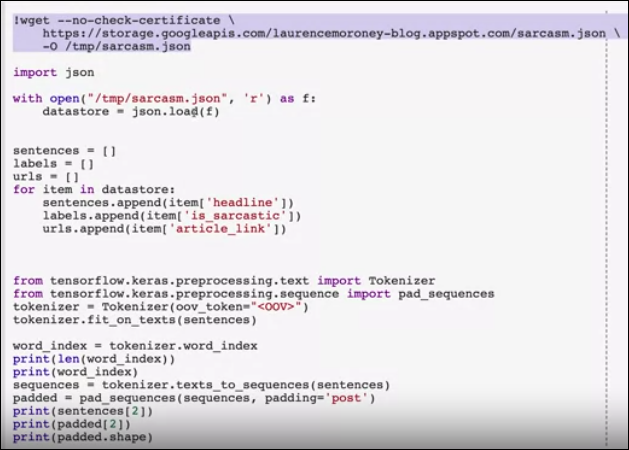 !wget --no-check-certificate \
    https://storage.googleapis.com/laurencemoroney-blog.appspot.com/sarcasm.json \
    -O /tmp/sarcasm.json
import json
with open("/tmp/sarcasm.json", 'r') as f:
    datastore = json.load(f)
sentences = []
labels = []
urls = []
for item in datastore:
    sentences.append(item['headline'])
    labels.append(item['is_sarcastic'])
    urls.append(item['article_link'])
from tensorflow.keras.preprocessing.text import Tokenizer
from tensorflow.keras.preprocessing.sequence import pad_sequences
tokenizer = Tokenizer(oov_token="<OOV>")
tokenizer.fit_on_texts(sentences)
word_index = tokenizer.word_index
print(len(word_index))
print(word_index)
sequences = tokenizer.texts_to_sequences(sentences)
padded = pad_sequences(sequences, padding='post')
print(sentences[2])
print(padded[2])
print(padded.shape)